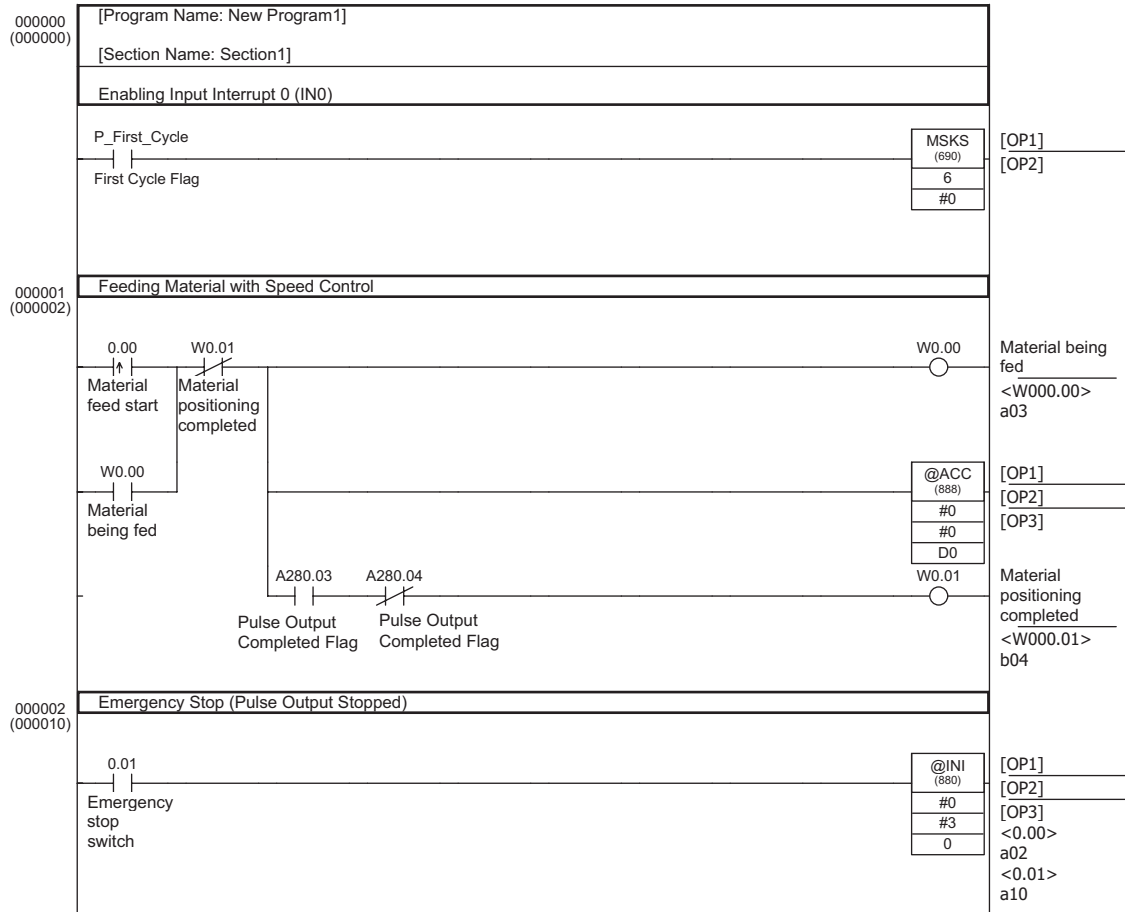 000000
(000000)
[Program Name: New Program1]
[Section Name: Section1]
Enabling Input Interrupt 0 (IN0)
P_First_Cycle
First Cycle Flag
MSKS
(690)
6
#0
[OP1]
[OP2]
000001
(000002)
Feeding Material with Speed Control
0.00
Material
feed start
W0.01
Material
positioning
completed
W0.00
Material being
fed
<W000.00>
a03
W0.00
Material
being fed
@ACC
(888)
#0
#0
D0
[OP1]
[OP2]
[OP3]
A280.03
Pulse Output
Completed Flag
A280.04
Pulse Output
Completed Flag
W0.01
Material
positioning
completed
<W000.01>
b04
000002
(000010)
Emergency Stop (Pulse Output Stopped)
0.01
Emergency
stop
switch
@INI
(880)
#0
#3
0
[OP1]
[OP2]
[OP3]
<0.00>
a02
<0.01>
a10